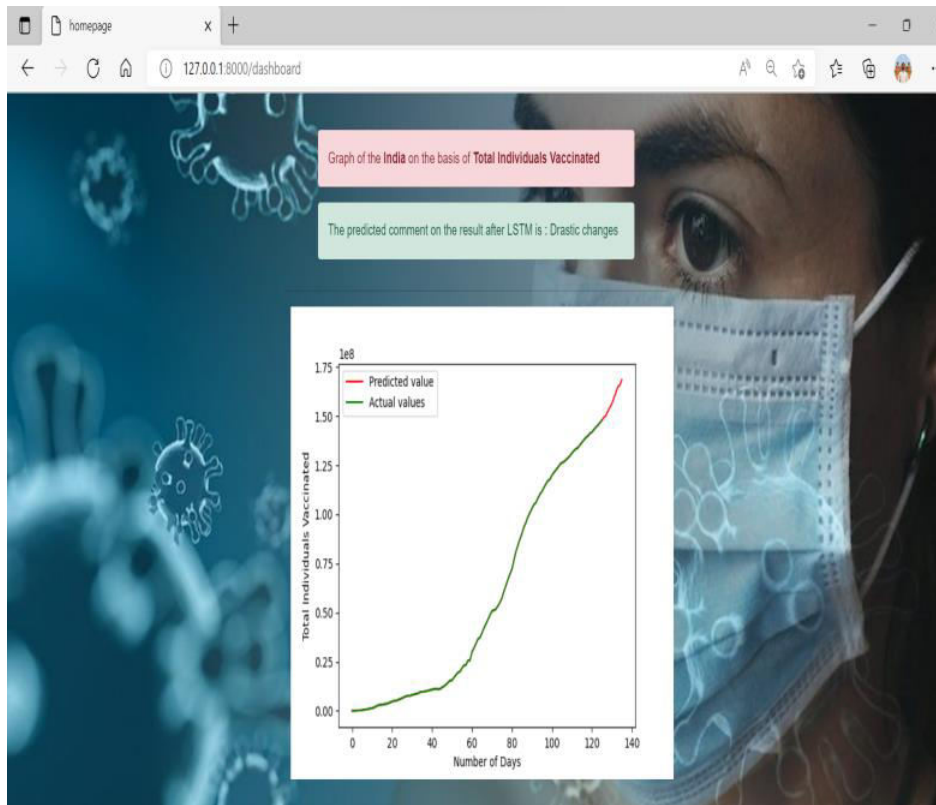 homepage
127.0.0.1:8000/dashboard
Graph of the India on the basis of Total Individuals Vaccinated
The predicted comment on the result after LSTM is : Drastic changes
1e8
1.75
1.50
1.25
1.00
0.75
0.50
0.25
0.00
Predicted value
Actual values
Total Individuals Vaccinated
0 20 40 60 80 100 120 140
Number of Days